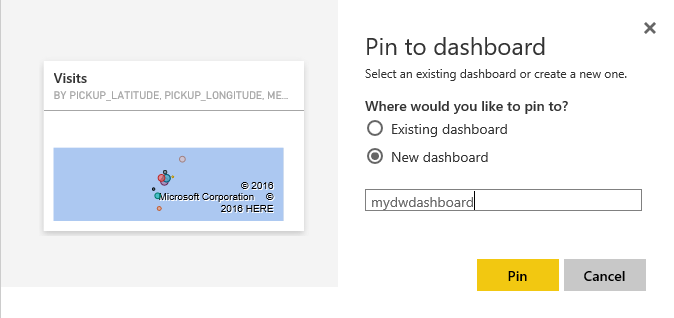 Visits
BY PICKUP_LATITUDE, PICKUP_LONGITUDE, ME...
© 2016
Microsoft Corporation ©
2016 HERE
Pin to dashboard
Select an existing dashboard or create a new one.
Where would you like to pin to?
Existing dashboard
New dashboard
mydwdashboard
Pin
Cancel